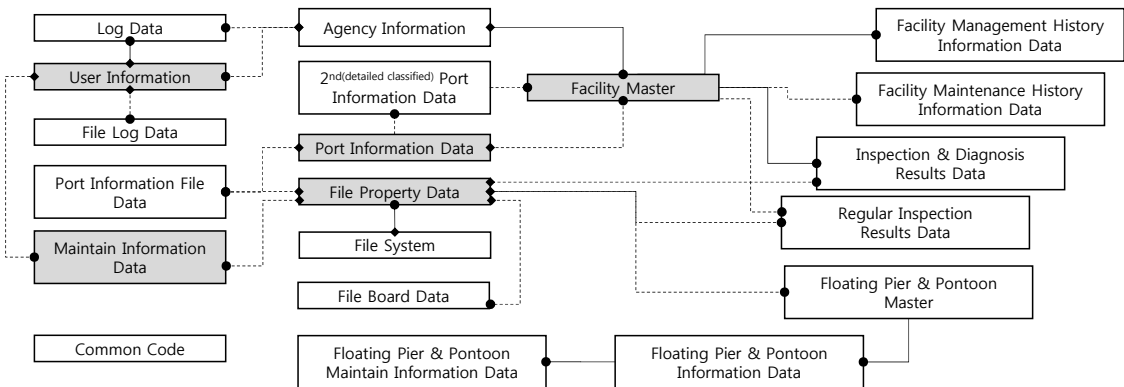 Log Data
User Information
File Log Data
Port Information File
Data
Maintain Information
Data
Common Code
Agency Information
2nd(detailed classified) Port
Information Data
Port Information Data
File Property Data
File System
File Board Data
Floating Pier & Pontoon
Maintain Information Data
Facility Master
Floating Pier & Pontoon
Information Data
Facility Management History
Information Data
Facility Maintenance History
Information Data
Inspection & Diagnosis
Results Data
Regular Inspection
Results Data
Floating Pier & Pontoon
Master